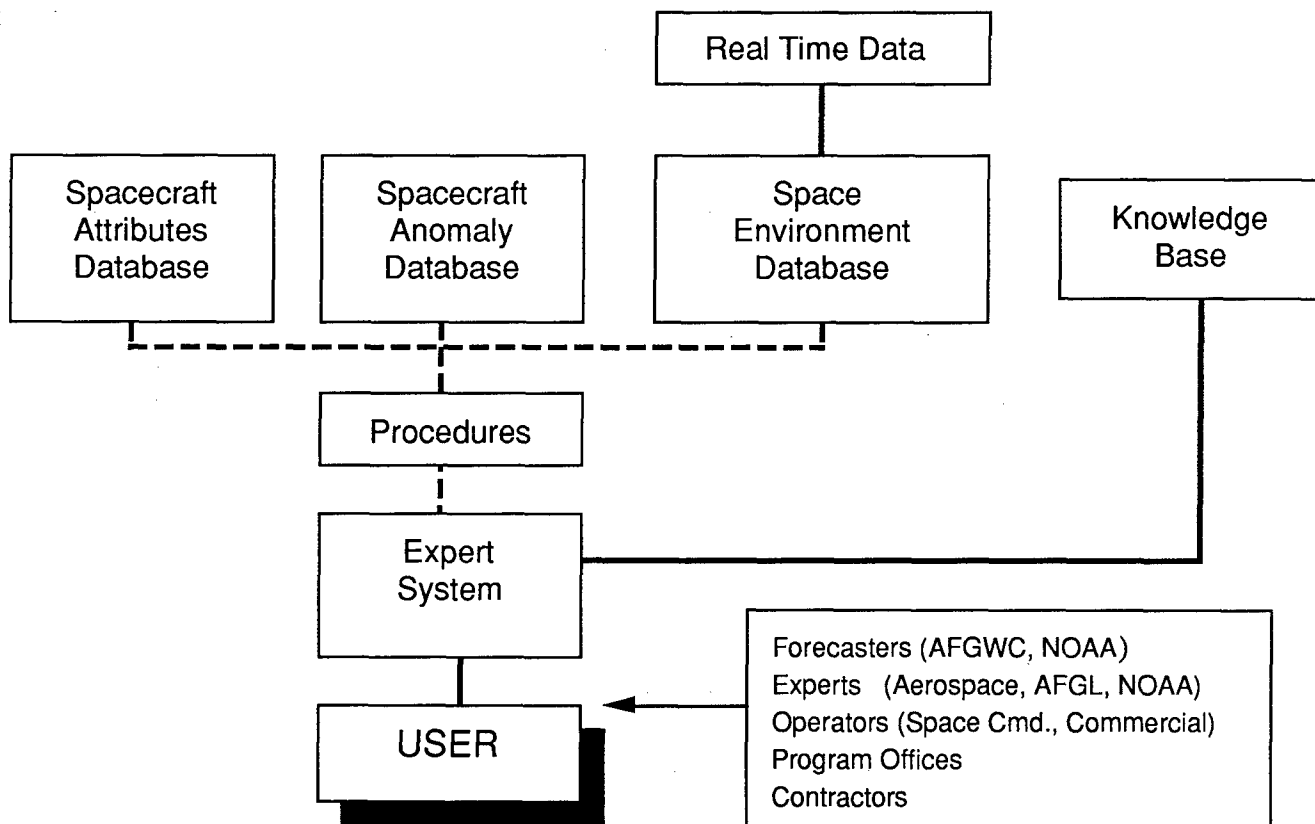 Real Time Data
Spacecraft
Attributes
Database
Spacecraft
Anomaly
Database
Space
Environment
Database
Knowledge
Base
Procedures
Expert
System
USER
Forecasters (AFGWC, NOAA)
Experts (Aerospace, AFGL, NOAA)
Operators (Space Cmd., Commercial)
Program Offices
Contractors